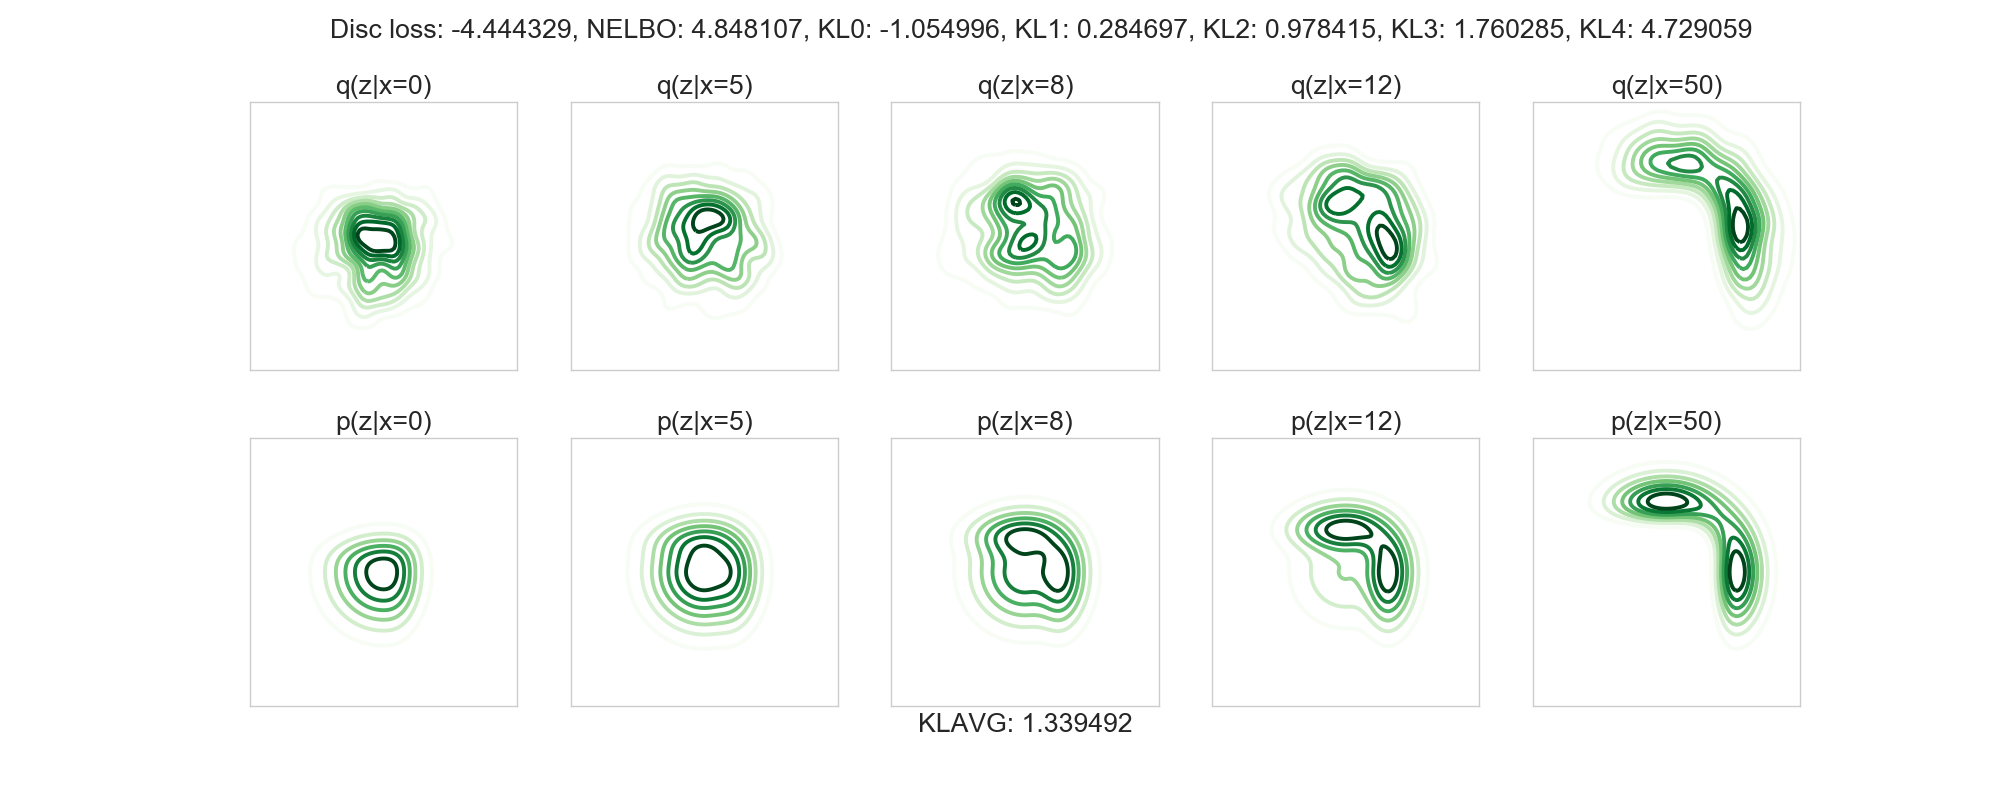 Disc loss: -4.444329, NELBO: 4.848107, KL0: -1.054996, KL1: 0.284697, KL2: 0.978415, KL3: 1.760285, KL4: 4.729059
q(z|x=0) q(z|x=5) q(z|x=8) q(z|x=12) q(z|x=50)
p(z|x=0) p(z|x=5) p(z|x=8) p(z|x=12) p(z|x=50)
KLAVG: 1.339492